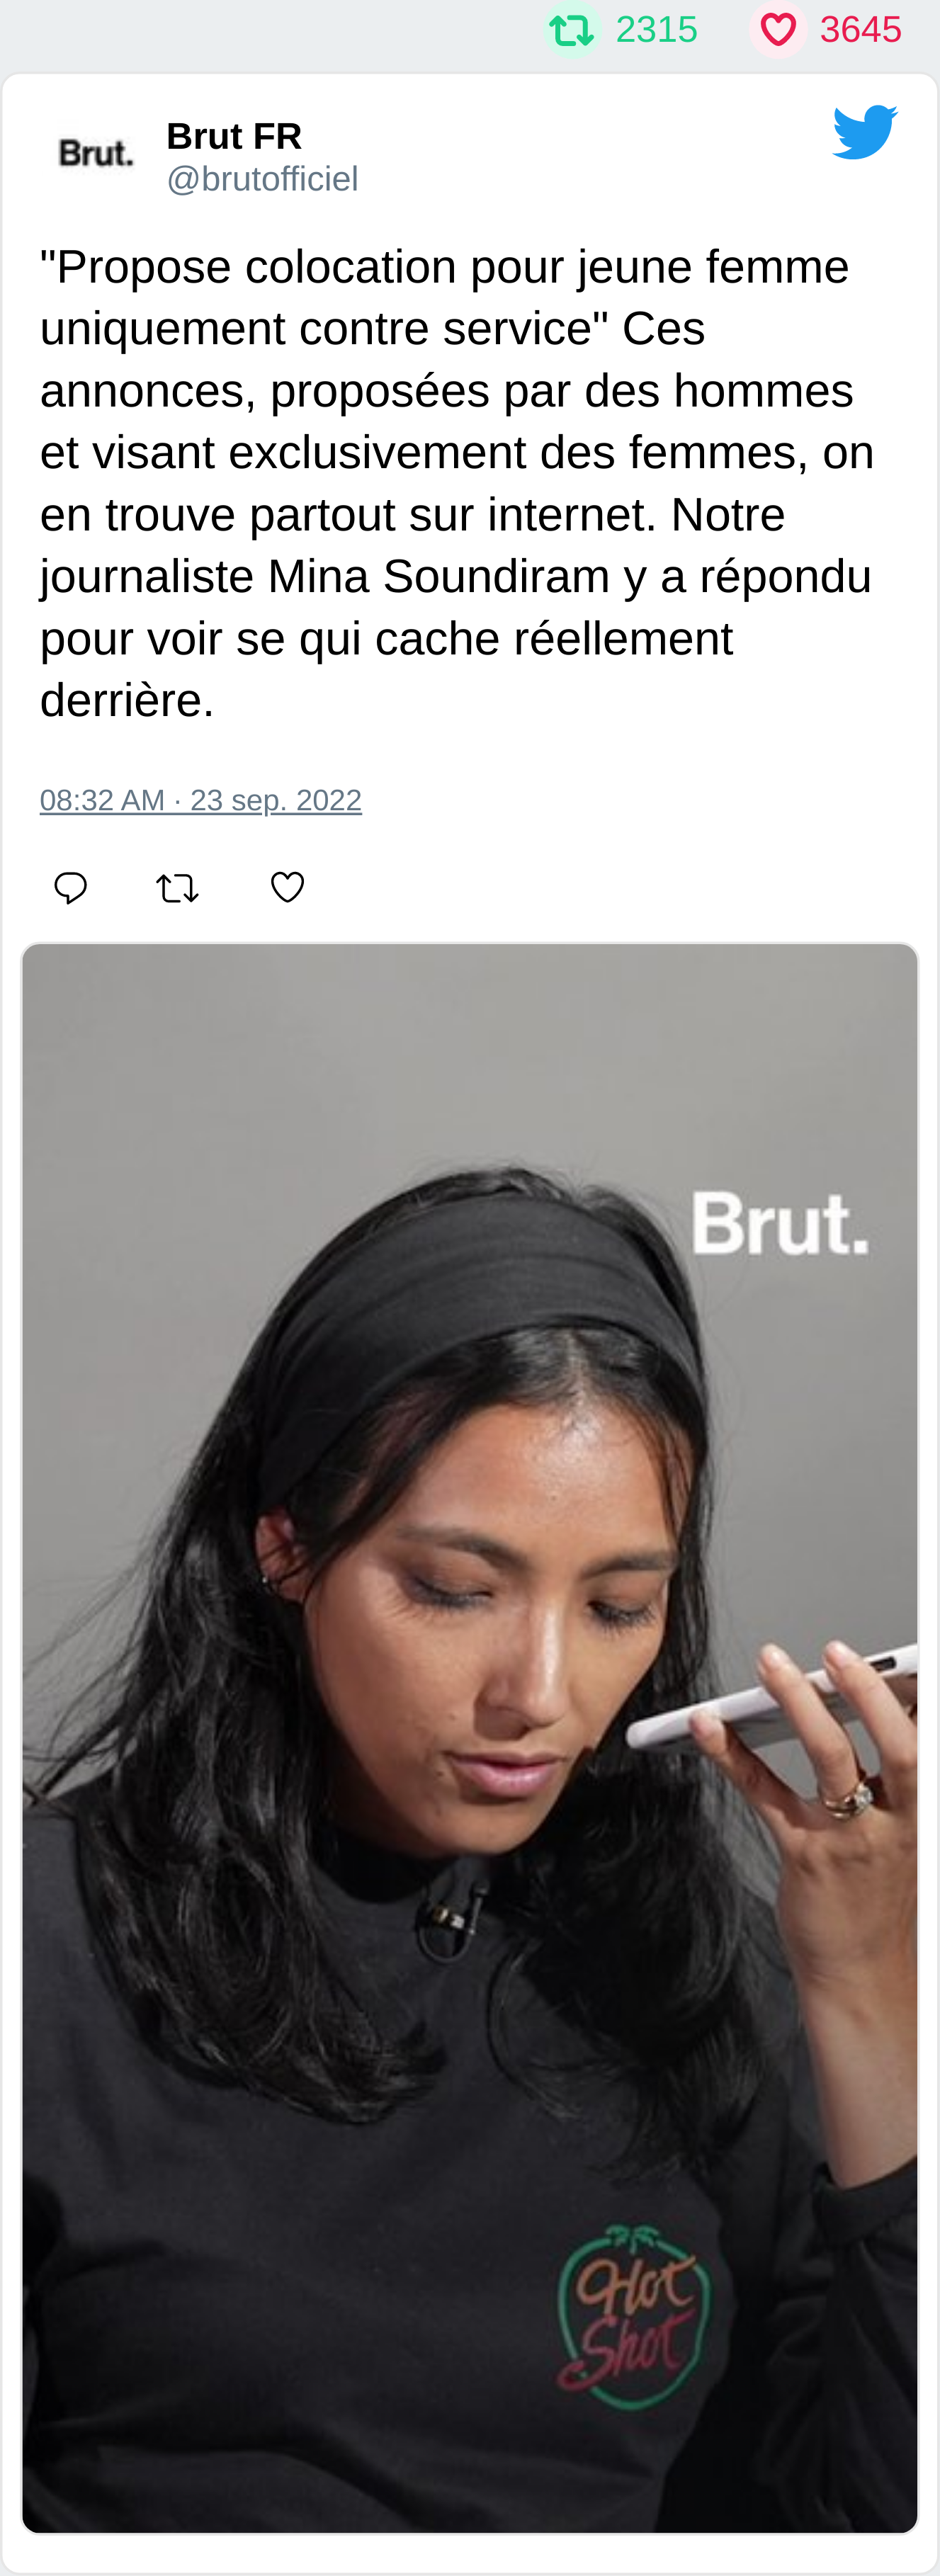 2315 3645
Brut. Brut FR
@brutofficiel
"Propose colocation pour jeune femme
uniquement contre service" Ces
annonces, proposées par des hommes
et visant exclusivement des femmes, on
en trouve partout sur internet. Notre
journaliste Mina Soundiram y a répondu
pour voir se qui cache réellement
derrière.
08:32 AM · 23 sep. 2022
Brut.
Hot
Shot